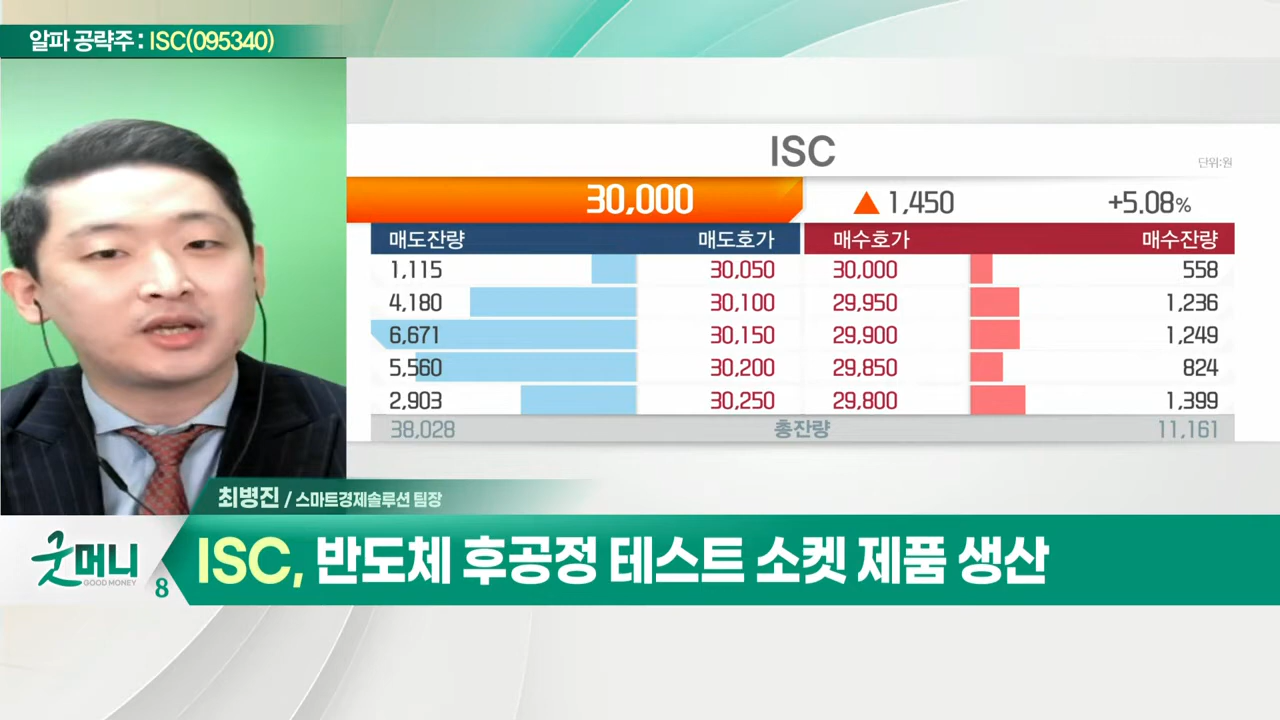 알파 공략주 : ISC(095340)
ISC
단위:원
30,000 ▲ 1,450 +5.08%
매도잔량 매도호가 매수호가 매수잔량
1,115 30,050 30,000 558
4,180 30,100 29,950 1,236
6,671 30,150 29,900 1,249
5,560 30,200 29,850 824
2,903 30,250 29,800 1,399
38,028 총잔량 11,161
최병진 / 스마트경제솔루션 팀장
굿머니
GOOD MONEY
8
ISC, 반도체 후공정 테스트 소켓 제품 생산